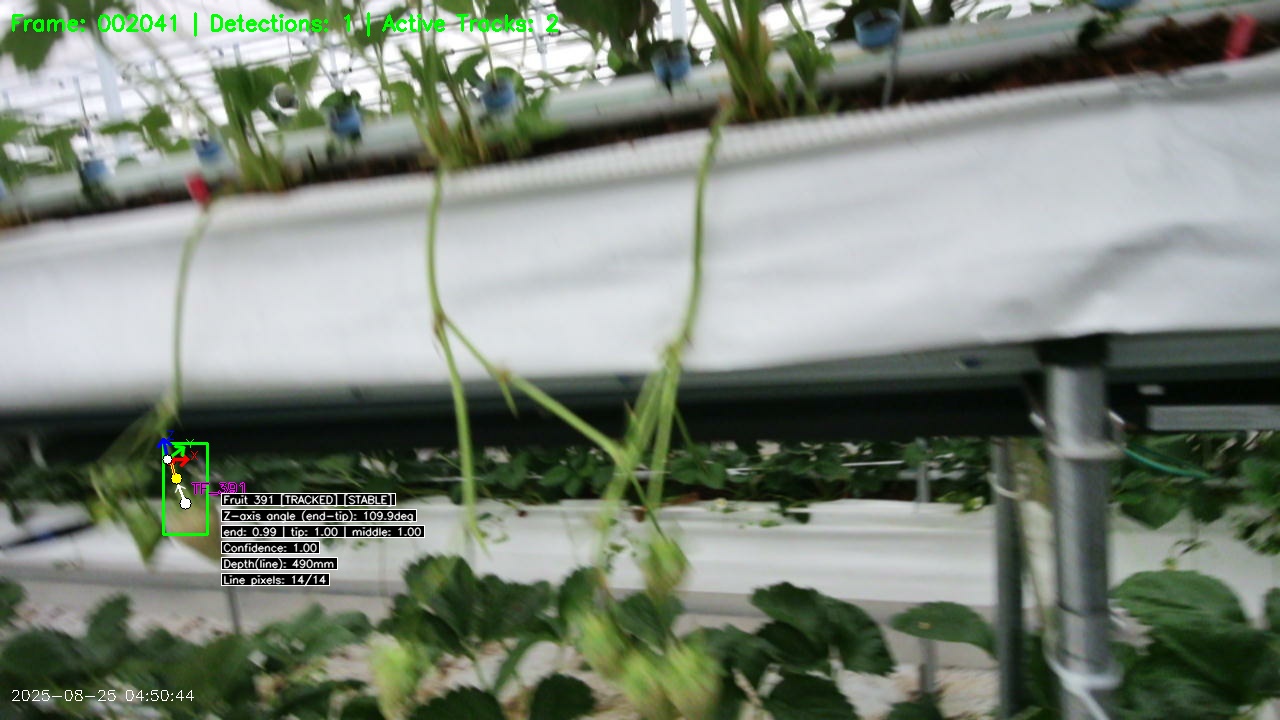 Frame: 002041 | Detections: 1 | Active Tracks: 2
TF_391
Fruit 391 [TRACKED] [STABLE]
Z-axis angle (end-tip): 109.9deg
end: 0.99 | tip: 1.00 | middle: 1.00
Confidence: 1.00
Depth(line): 490mm
Line pixels: 14/14
2025-08-25 04:50:44